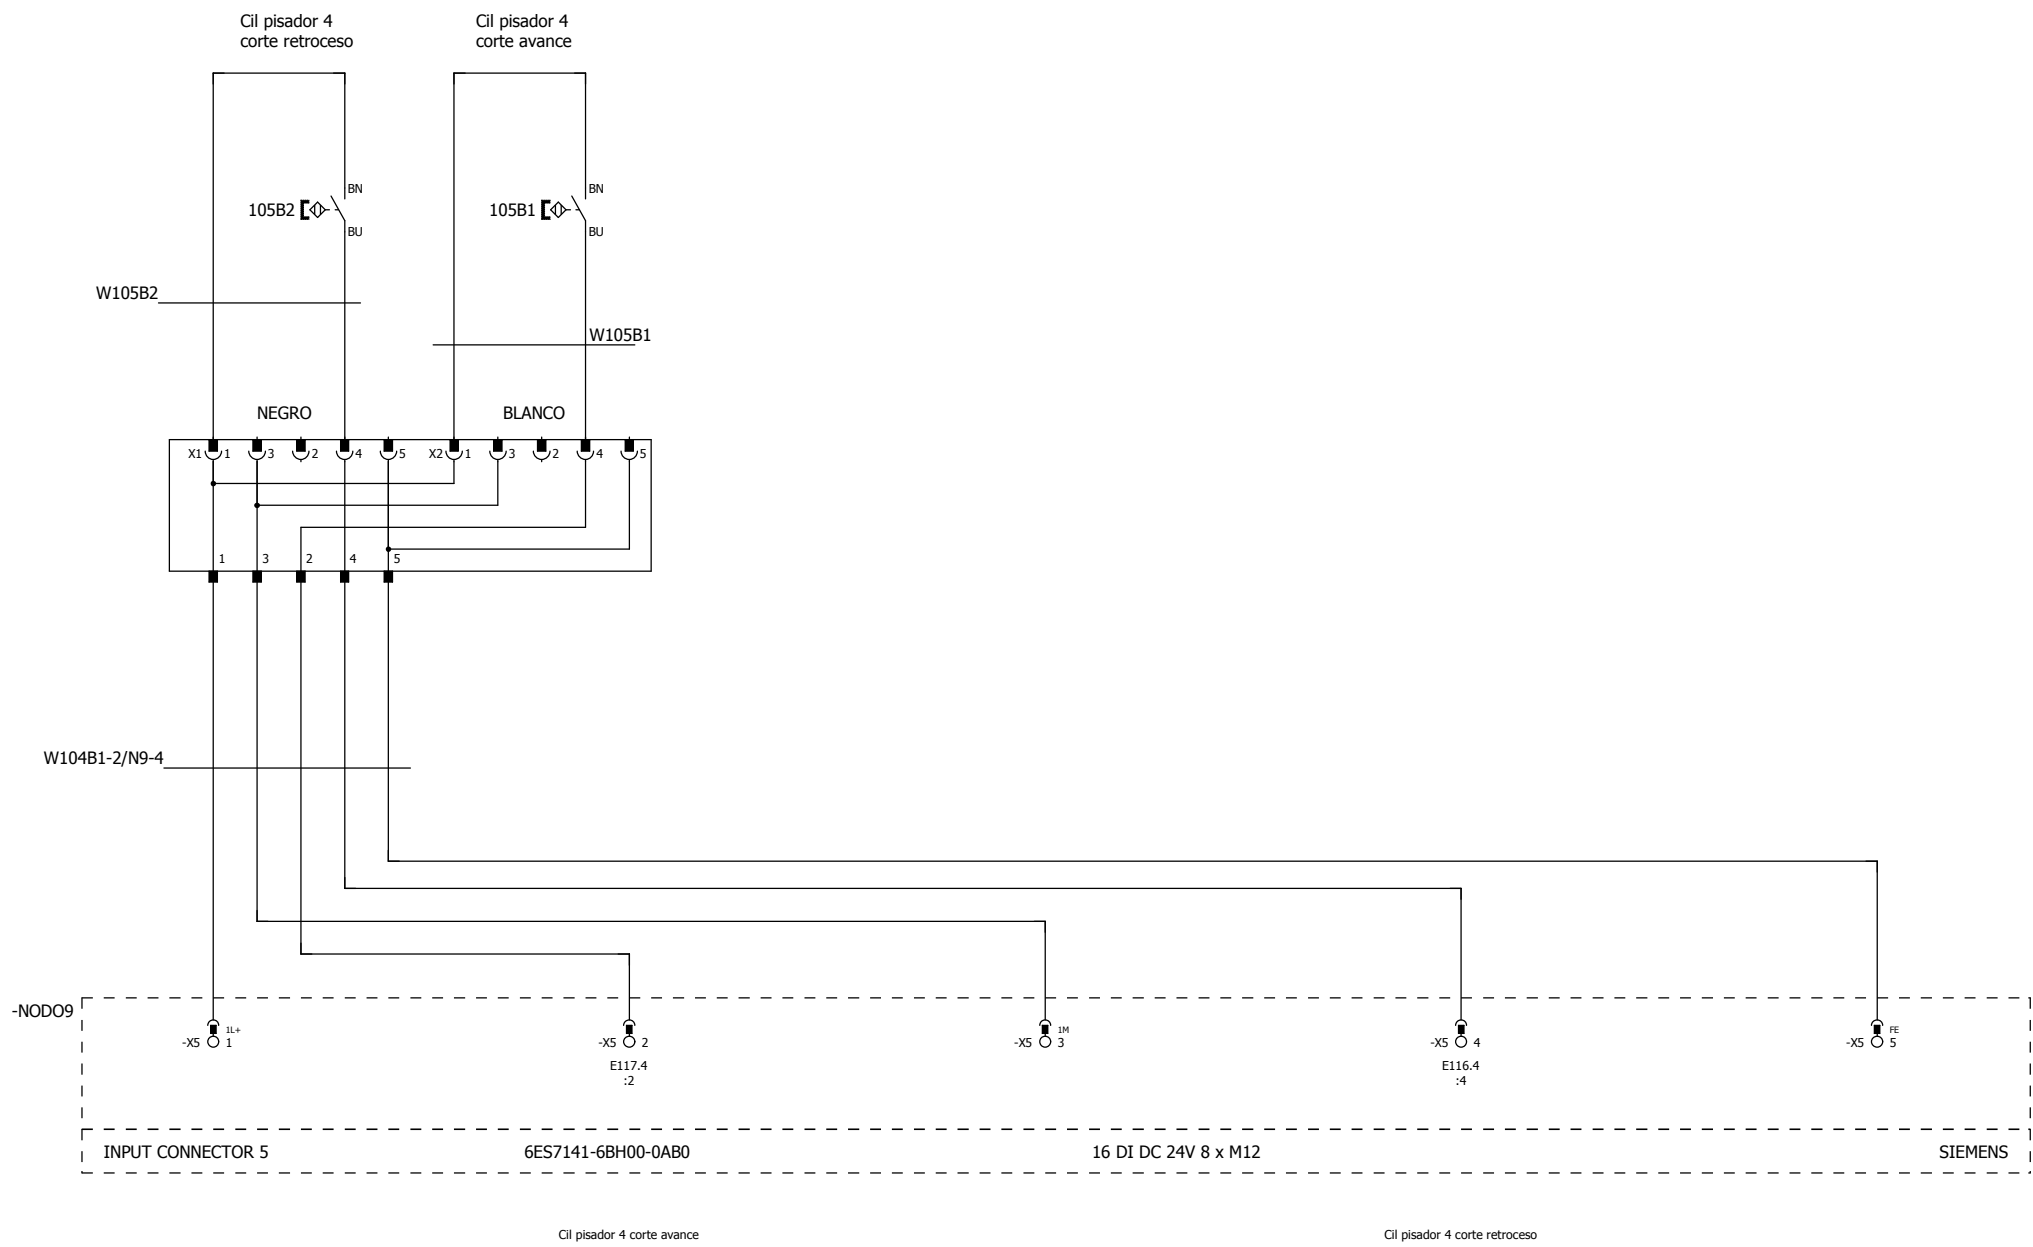 Cil pisador 4
corte retroceso
Cil pisador 4
corte avance
BN
105B2
BU
BN
105B1
BU
W105B2
W105B1
NEGRO
BLANCO
X1 1 3 2 4 5 X2 1 3 2 4 5
1 3 2 4 5
W104B1-2/N9-4
-NODO9
1L+ 1M FE
-X5 1 -X5 2 -X5 3 -X5 4 -X5 5
E117.4 E116.4
:2 :4
INPUT CONNECTOR 5 6ES7141-6BH00-0AB0 16 DI DC 24V 8 x M12 SIEMENS
Cil pisador 4 corte avance Cil pisador 4 corte retroceso